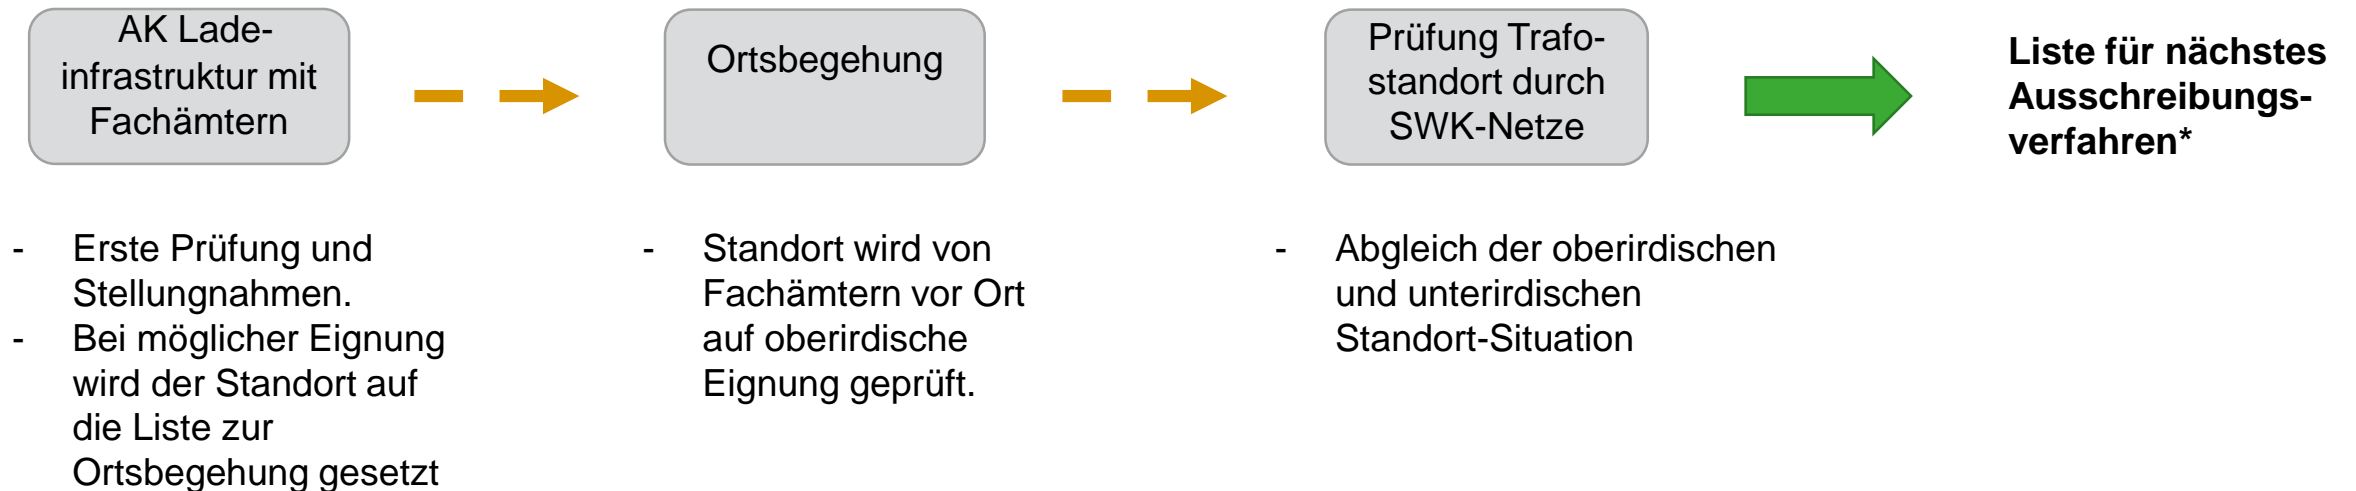 AK Lade-
infrastruktur mit
Fachämtern
Ortsbegehung
Prüfung Trafo-
standort durch
SWK-Netze
Liste für nächstes
Ausschreibungs-
verfahren*
- Erste Prüfung und
Stellungnahmen.
- Bei möglicher Eignung
wird der Standort auf
die Liste zur
Ortsbegehung gesetzt
- Standort wird von
Fachämtern vor Ort
auf oberirdische
Eignung geprüft.
- Abgleich der oberirdischen
und unterirdischen
Standort-Situation